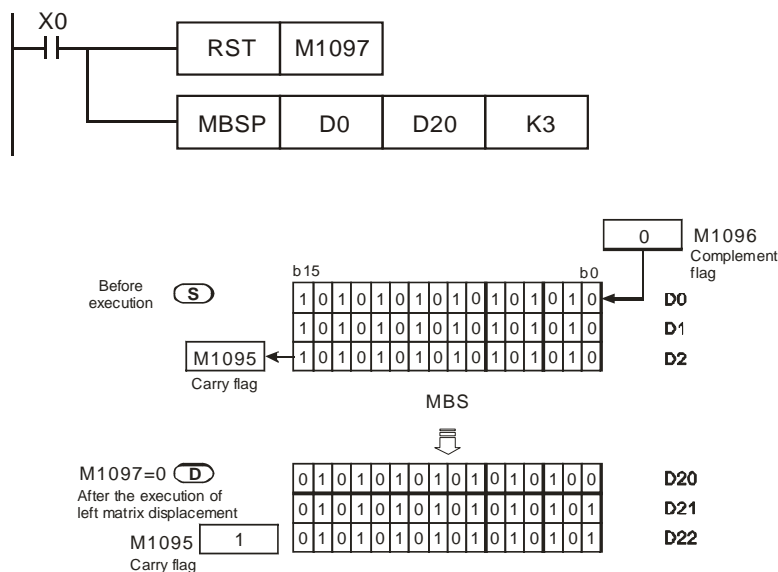 X0
RST M1097
MBSP D0 D20 K3
0 M1096
Complement
flag
b15 b0
Before
execution S
1 0 1 0 1 0 1 0 1 0 1 0 1 0 1 0 D0
1 0 1 0 1 0 1 0 1 0 1 0 1 0 1 0 D1
M1095 1 0 1 0 1 0 1 0 1 0 1 0 1 0 1 0 D2
Carry flag
MBS
M1097=0 D
After the execution of
left matrix displacement
0 1 0 1 0 1 0 1 0 1 0 1 0 1 0 0 D20
0 1 0 1 0 1 0 1 0 1 0 1 0 1 0 1 D21
M1095 1 0 1 0 1 0 1 0 1 0 1 0 1 0 1 0 1 D22
Carry flag